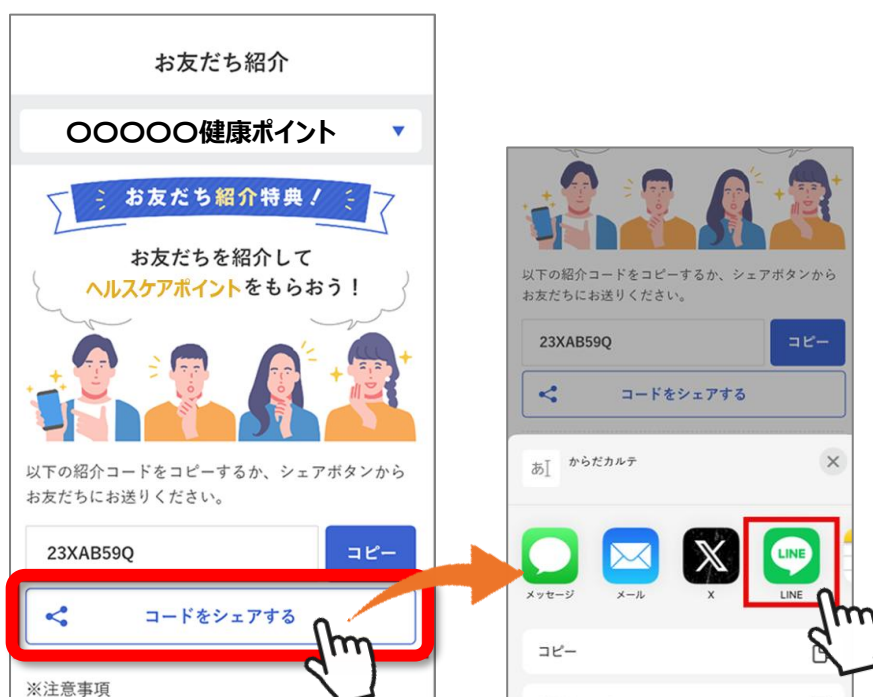 お友だち紹介
〇〇〇〇〇健康ポイント
お友だち紹介特典！
お友だちを紹介して
ヘルスケアポイントをもらおう！
以下の紹介コードをコピーするか、シェアボタンから
お友だちにお送りください。
23XAB59Q
コピー
コードをシェアする
※注意事項
以下の紹介コードをコピーするか、シェアボタンから
お友だちにお送りください。
23XAB59Q
コピー
コードをシェアする
あ
からだカルテ
LINE
メッセージ
メール
X
LINE
コピー